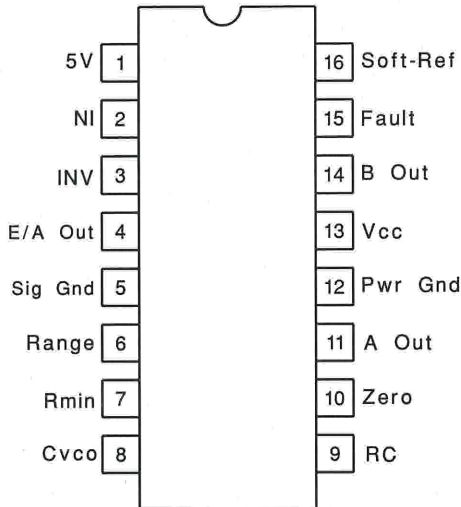 5V 1 16 Soft-Ref
NI 2 15 Fault
INV 3 14 B Out
E/A Out 4 13 Vcc
Sig Gnd 5 12 Pwr Gnd
Range 6 11 A Out
Rmin 7 10 Zero
Cvco 8 9 RC